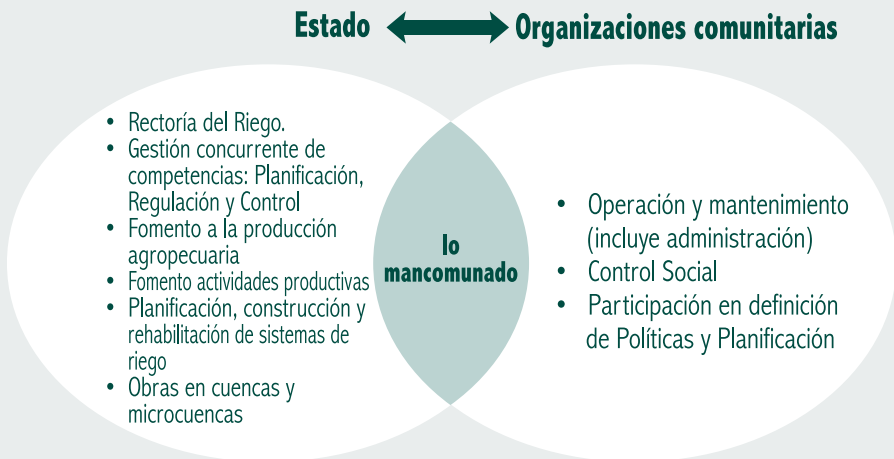 Estado Organizaciones comunitarias
• Rectoría del Riego.
• Gestión concurrente de
competencias: Planificación,
Regulación y Control
• Fomento a la producción
agropecuaria
• Fomento actividades productivas
• Planificación, construcción y
rehabilitación de sistemas de
riego
• Obras en cuencas y
microcuencas
lo
mancomunado
• Operación y mantenimiento
(incluye administración)
• Control Social
• Participación en definición
de Políticas y Planificación